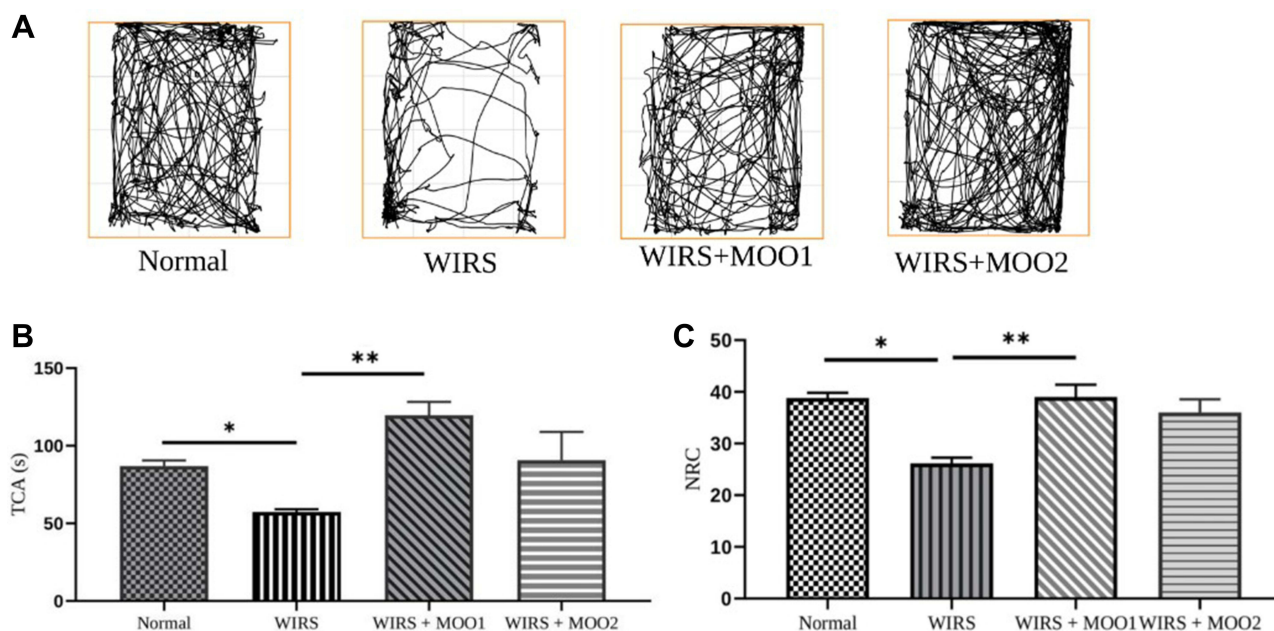 A
Normal
WIRS
WIRS+MOO1
WIRS+MOO2
B
TCA (s)
150
100
50
0
*
**
Normal
WIRS
WIRS + MOO1
WIRS + MOO2
C
NRC
50
40
30
20
10
0
*
**
Normal
WIRS
WIRS + MOO1
WIRS + MOO2